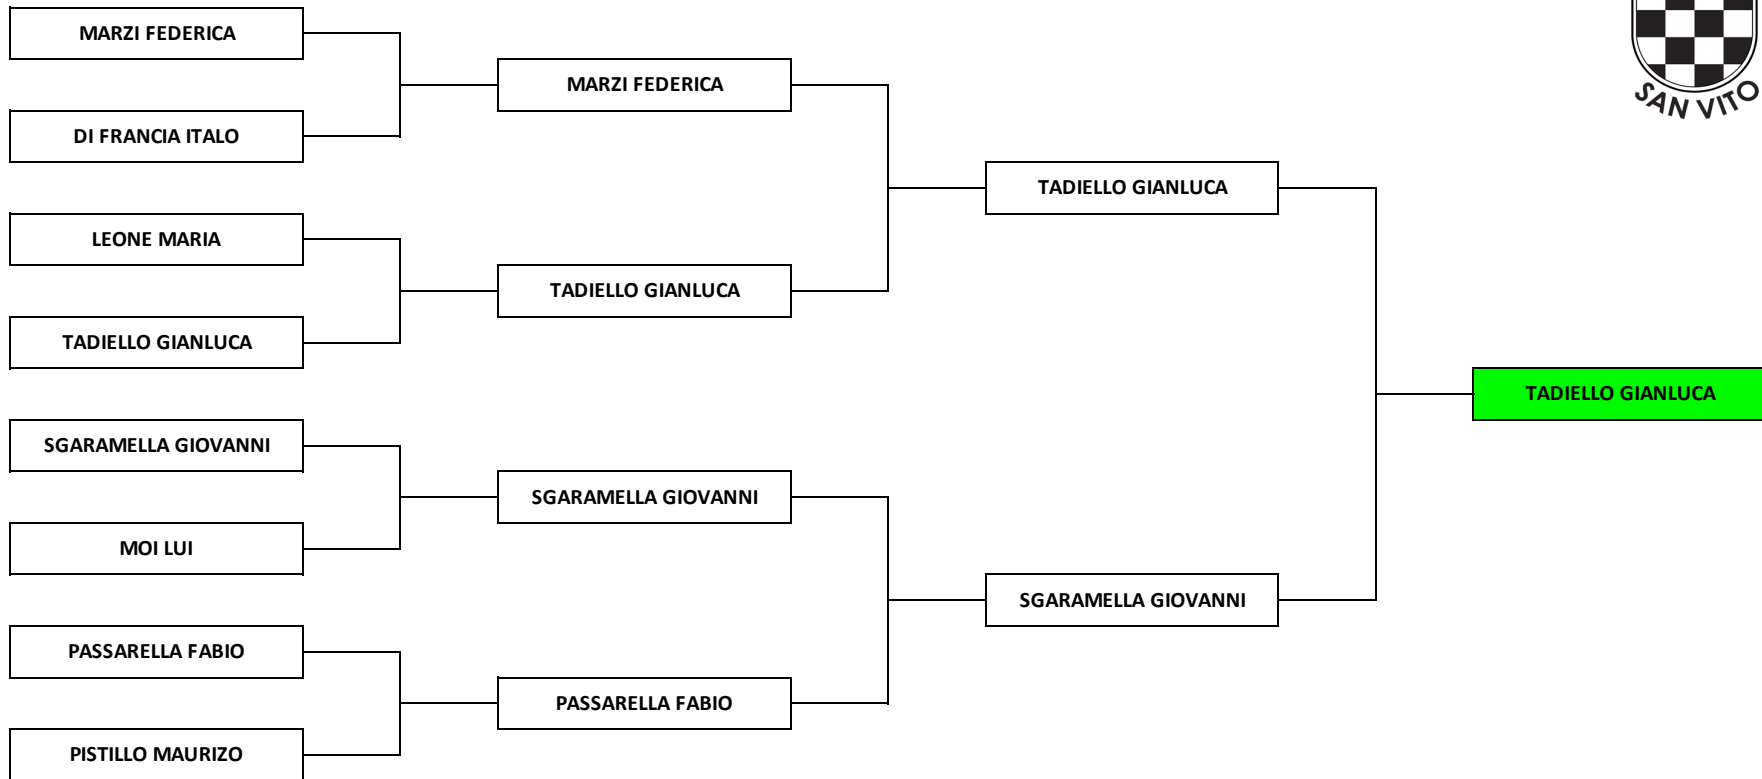 MARZI FEDERICA
DI FRANCIA ITALO
LEONE MARIA
TADIELLO GIANLUCA
SGARAMELLA GIOVANNI
MOI LUI
PASSARELLA FABIO
PISTILLO MAURIZO
MARZI FEDERICA
TADIELLO GIANLUCA
SGARAMELLA GIOVANNI
PASSARELLA FABIO
TADIELLO GIANLUCA
SGARAMELLA GIOVANNI
TADIELLO GIANLUCA
SAN VITO